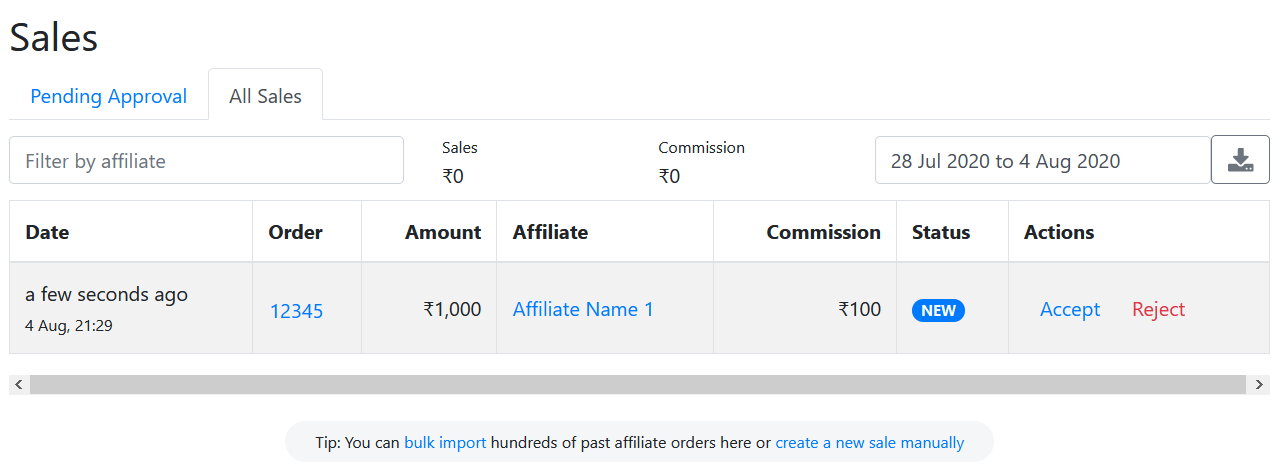 Sales
Pending Approval All Sales
Filter by affiliate Sales Commission 28 Jul 2020 to 4 Aug 2020
₹0 ₹0
Date Order Amount Affiliate Commission Status Actions
a few seconds ago 12345 ₹1,000 Affiliate Name 1 ₹100 NEW Accept Reject
4 Aug, 21:29
Tip: You can bulk import hundreds of past affiliate orders here or create a new sale manually